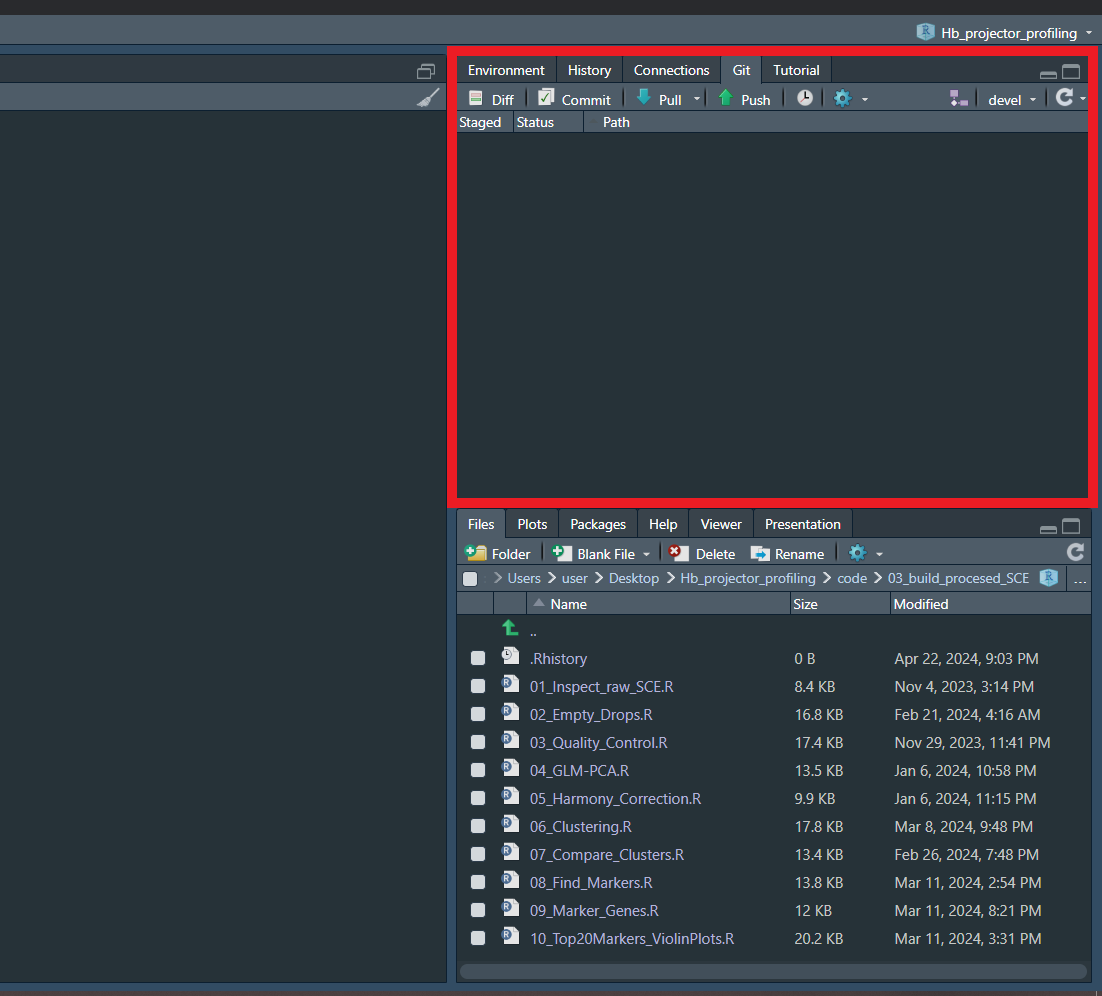 Hb_projector_profiling
Environment History Connections Git Tutorial
Diff Commit Pull Push devel
Staged Status Path
Files Plots Packages Help Viewer Presentation
Folder Blank File Delete Rename
Users user Desktop Hb_projector_profiling code 03_build_procesed_SCE ...
Name Size Modified
..
.Rhistory 0 B Apr 22, 2024, 9:03 PM
01_Inspect_raw_SCE.R 8.4 KB Nov 4, 2023, 3:14 PM
02_Empty_Drops.R 16.8 KB Feb 21, 2024, 4:16 AM
03_Quality_Control.R 17.4 KB Nov 29, 2023, 11:41 PM
04_GLM-PCA.R 13.5 KB Jan 6, 2024, 10:58 PM
05_Harmony_Correction.R 9.9 KB Jan 6, 2024, 11:15 PM
06_Clustering.R 17.8 KB Mar 8, 2024, 9:48 PM
07_Compare_Clusters.R 13.4 KB Feb 26, 2024, 7:48 PM
08_Find_Markers.R 13.8 KB Mar 11, 2024, 2:54 PM
09_Marker_Genes.R 12 KB Mar 11, 2024, 8:21 PM
10_Top20Markers_ViolinPlots.R 20.2 KB Mar 11, 2024, 3:31 PM